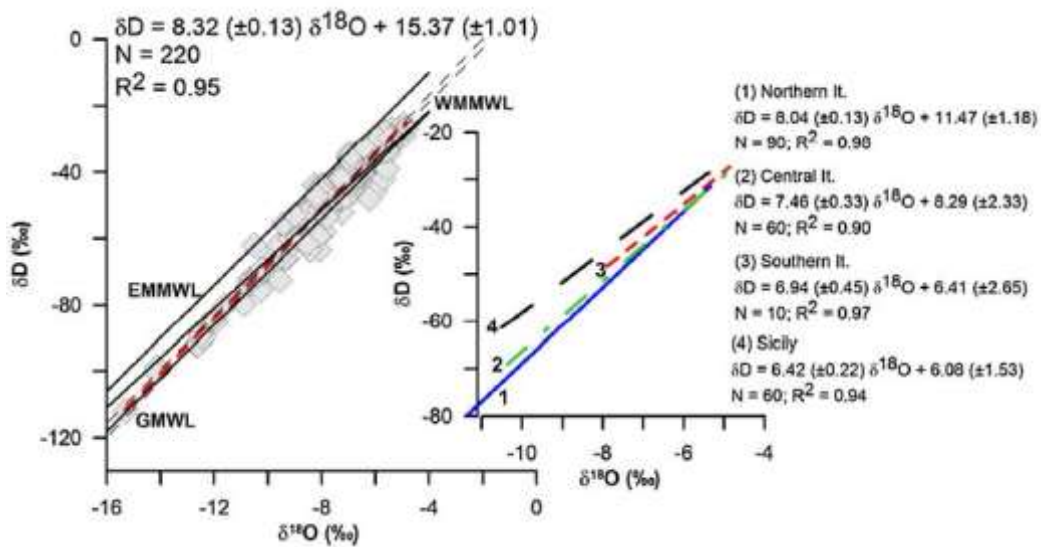 δD = 8.32 (±0.13) δ¹⁸O + 15.37 (±1.01)
N = 220
R² = 0.95
0
-40
-80
-120
δD (‰)
-16
-12
-8
-4
0
δ¹⁸O (‰)
EMMWL
GMWL
WMMWL
-20
-40
-60
-80
δD (‰)
-10
-8
-6
-4
δ¹⁸O (‰)
4
3
2
1
(1) Northern It.
δD = 8.04 (±0.13) δ¹⁸O + 11.47 (±1.18)
N = 90; R² = 0.98
(2) Central It.
δD = 7.46 (±0.33) δ¹⁸O + 8.29 (±2.33)
N = 60; R² = 0.90
(3) Southern It.
δD = 6.94 (±0.45) δ¹⁸O + 6.41 (±2.65)
N = 10; R² = 0.97
(4) Sicily
δD = 6.42 (±0.22) δ¹⁸O + 6.08 (±1.53)
N = 60; R² = 0.94